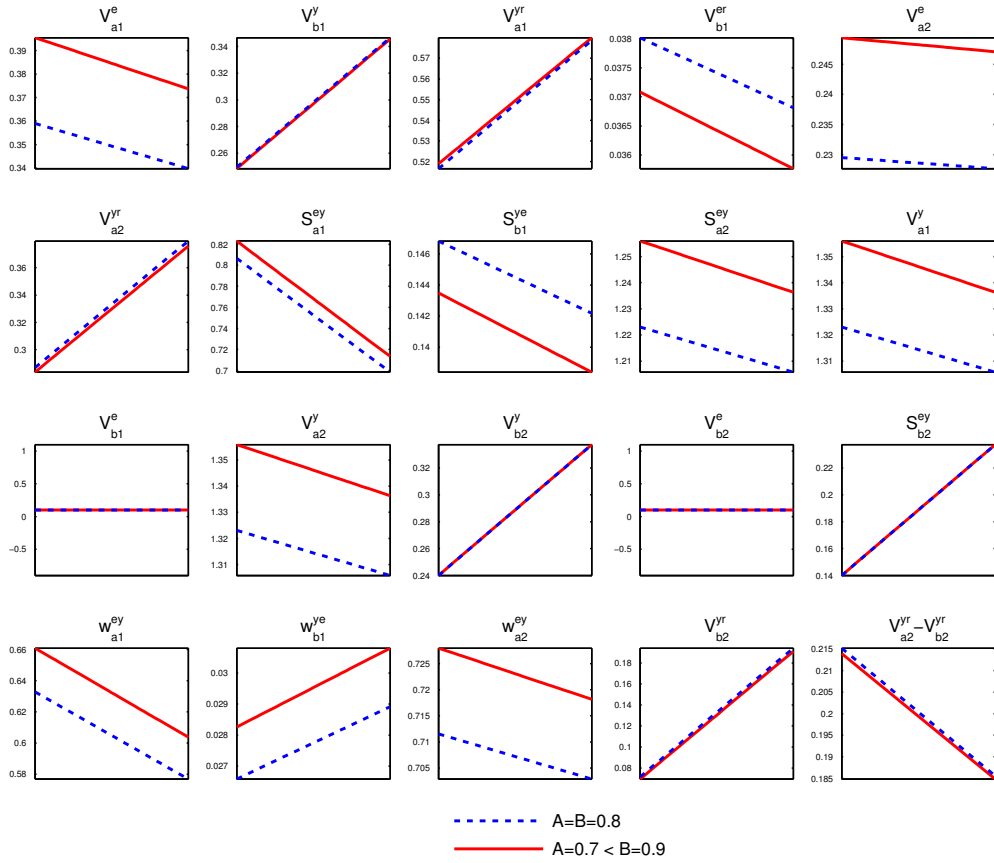 V^e_a1 V^y_b1 V^yr_a1 V^er_b1 V^e_a2
0.39 0.38 0.37 0.36 0.35 0.34
0.34 0.32 0.3 0.28 0.26
0.57 0.56 0.55 0.54 0.53 0.52
0.038 0.0375 0.037 0.0365 0.036
0.245 0.24 0.235 0.23
V^yr_a2 S^ey_a1 S^ye_b1 S^ey_a2 V^y_a1
0.36 0.34 0.32 0.3
0.82 0.8 0.78 0.76 0.74 0.72 0.7
0.146 0.144 0.142 0.14
1.25 1.24 1.23 1.22 1.21
1.35 1.34 1.33 1.32 1.31
V^e_b1 V^y_a2 V^y_b2 V^e_b2 S^ey_b2
1 0.5 0 −0.5
1.35 1.34 1.33 1.32 1.31
0.32 0.3 0.28 0.26 0.24
1 0.5 0 −0.5
0.22 0.2 0.18 0.16 0.14
w^ey_a1 w^ye_b1 w^ey_a2 V^yr_b2 V^yr_a2−V^yr_b2
0.66 0.64 0.62 0.6 0.58
0.03 0.029 0.028 0.027
0.725 0.72 0.715 0.71 0.705
0.18 0.16 0.14 0.12 0.1 0.08
0.215 0.21 0.205 0.2 0.195 0.19 0.185
A=B=0.8
A=0.7 < B=0.9